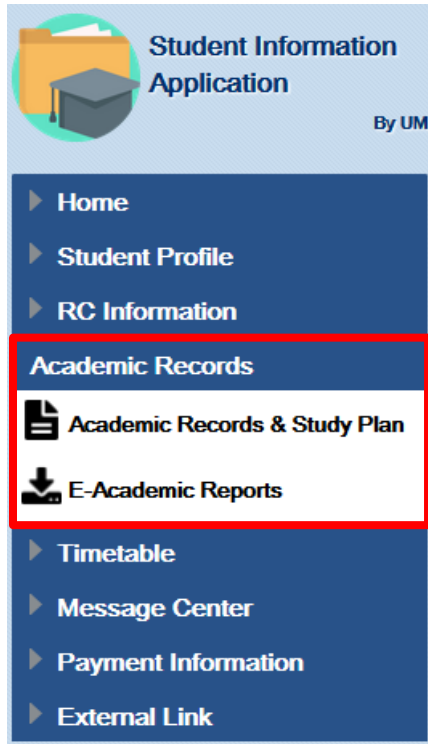 Student Information
Application
By UM
Home
Student Profile
RC Information
Academic Records
Academic Records & Study Plan
E-Academic Reports
Timetable
Message Center
Payment Information
External Link